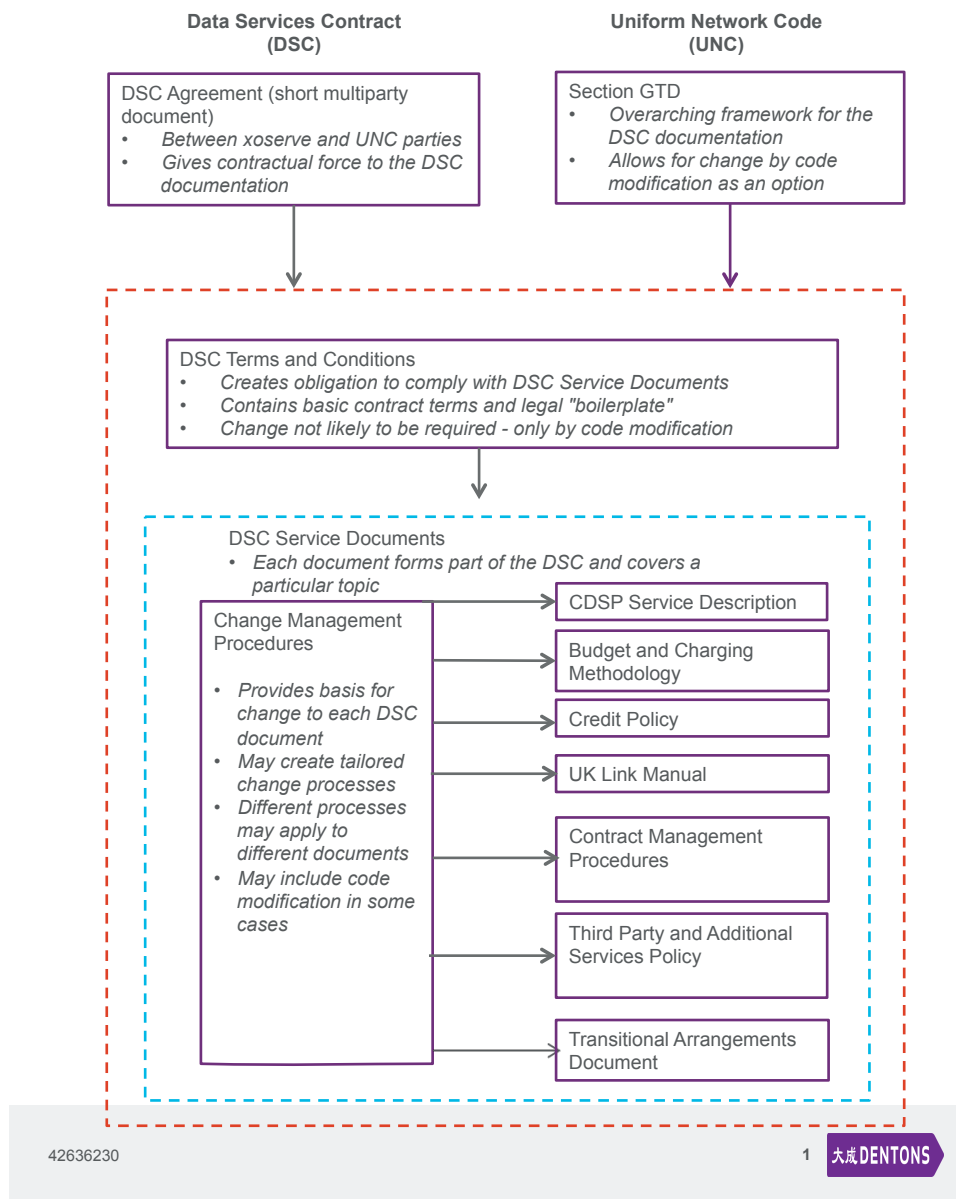 Data Services Contract
(DSC)
Uniform Network Code
(UNC)
DSC Agreement (short multiparty
document)
• Between xoserve and UNC parties
• Gives contractual force to the DSC
documentation
Section GTD
• Overarching framework for the
DSC documentation
• Allows for change by code
modification as an option
DSC Terms and Conditions
• Creates obligation to comply with DSC Service Documents
• Contains basic contract terms and legal "boilerplate"
• Change not likely to be required - only by code modification
DSC Service Documents
• Each document forms part of the DSC and covers a
particular topic
Change Management
Procedures
• Provides basis for
change to each DSC
document
• May create tailored
change processes
• Different processes
may apply to
different documents
• May include code
modification in some
cases
CDSP Service Description
Budget and Charging
Methodology
Credit Policy
UK Link Manual
Contract Management
Procedures
Third Party and Additional
Services Policy
Transitional Arrangements
Document
42636230
1
大成 DENTONS